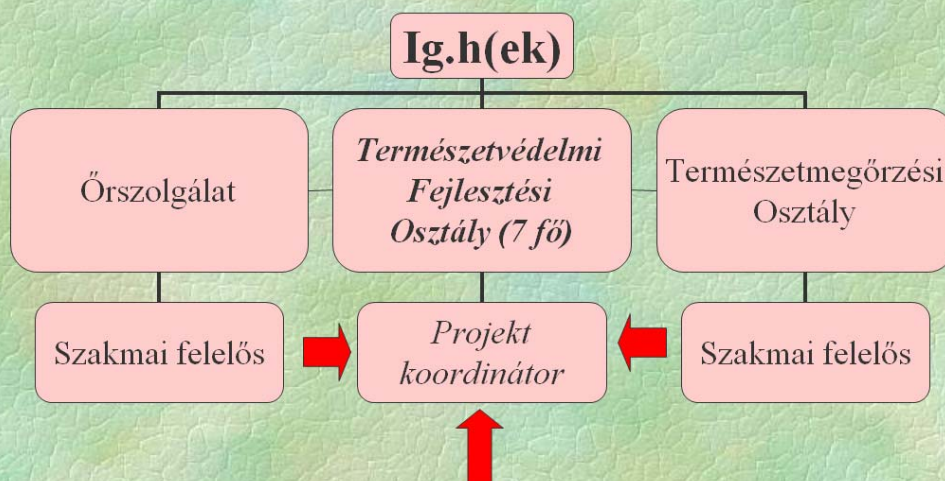 Ig.h(ek)
Őrszolgálat
Természetvédelmi
Fejlesztési
Osztály (7 fő)
Természetmegőrzési
Osztály
Szakmai felelős
Projekt
koordinátor
Szakmai felelős